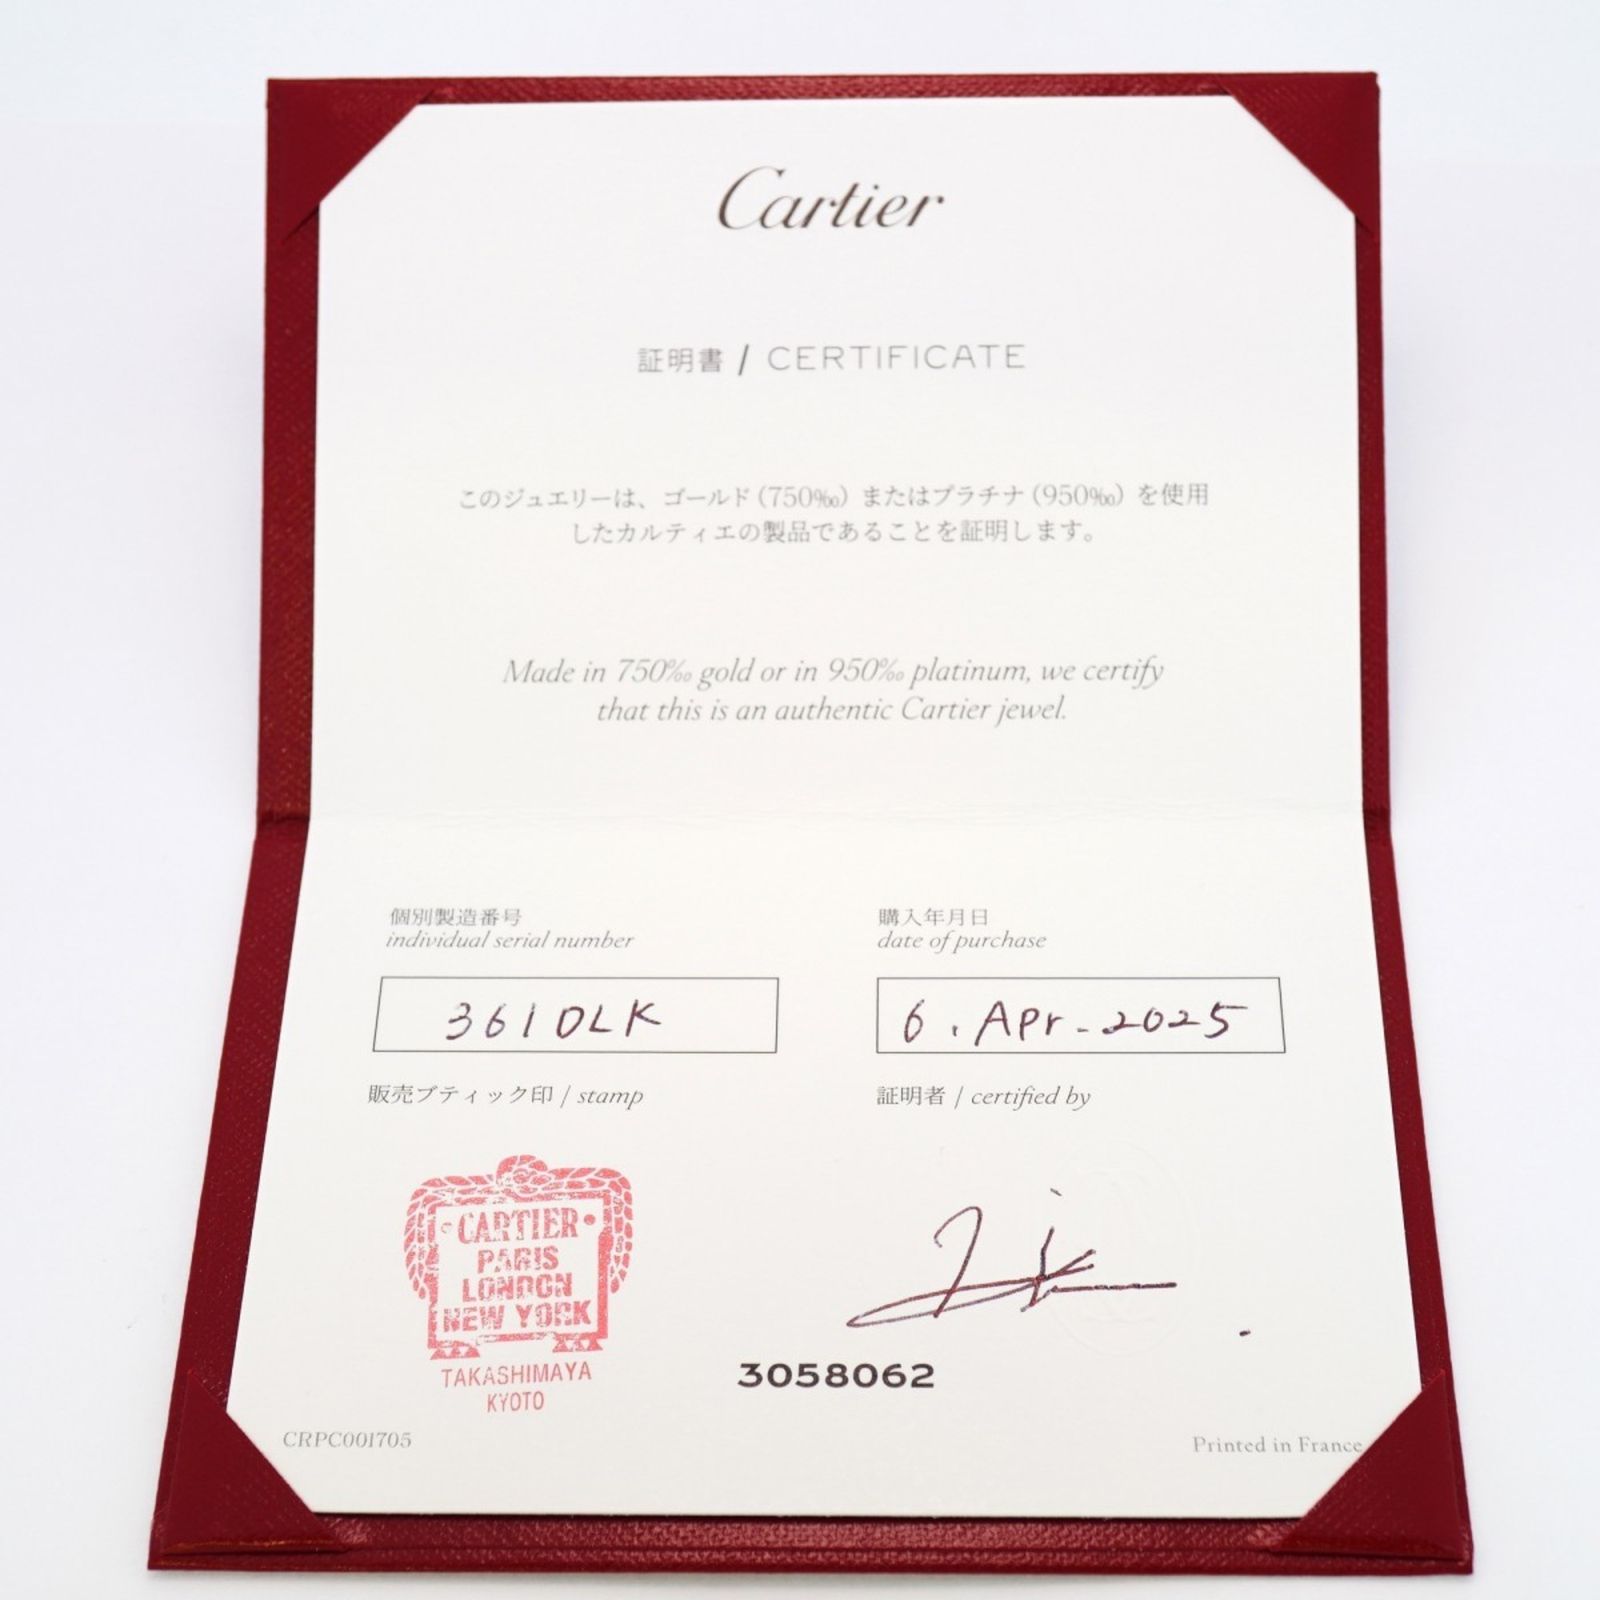 Cartier
証明書 / CERTIFICATE
このジュエリーは、ゴールド（750‰）またはプラチナ（950‰）を使用
したカルティエの製品であることを証明します。
Made in 750‰ gold or in 950‰ platinum, we certify
that this is an authentic Cartier jewel.
個別製造番号
individual serial number
361DLK
購入年月日
date of purchase
6. Apr-2025
販売ブティック印 / stamp
CARTIER
PARIS
LONDON
NEW YORK
TAKASHIMAYA
KYOTO
証明者 / certified by
3058062
CRPC001705
Printed in France